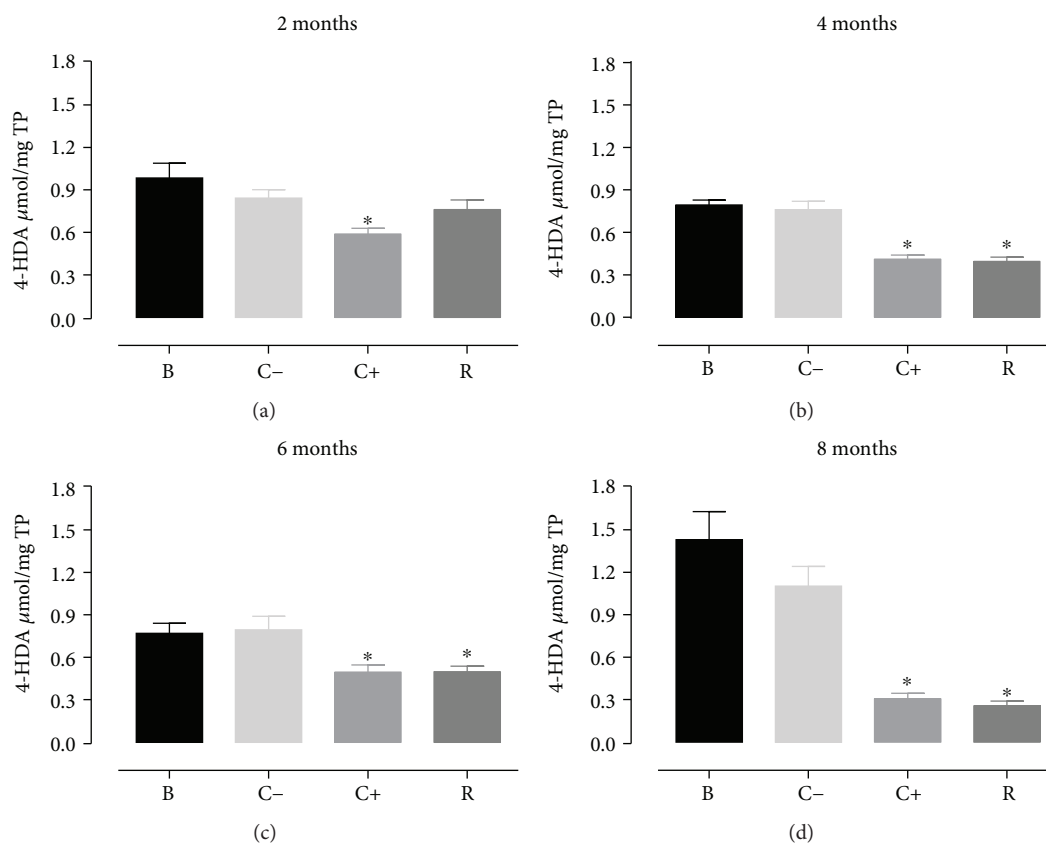 2 months
4-HDA μmol/mg TP
1.8
1.5
1.2
0.9
0.6
0.3
0.0
*
B C− C+ R
(a)
4 months
4-HDA μmol/mg TP
1.8
1.5
1.2
0.9
0.6
0.3
0.0
* *
B C− C+ R
(b)
6 months
4-HDA μmol/mg TP
1.8
1.5
1.2
0.9
0.6
0.3
0.0
* *
B C− C+ R
(c)
8 months
4-HDA μmol/mg TP
1.8
1.5
1.2
0.9
0.6
0.3
0.0
* *
B C− C+ R
(d)